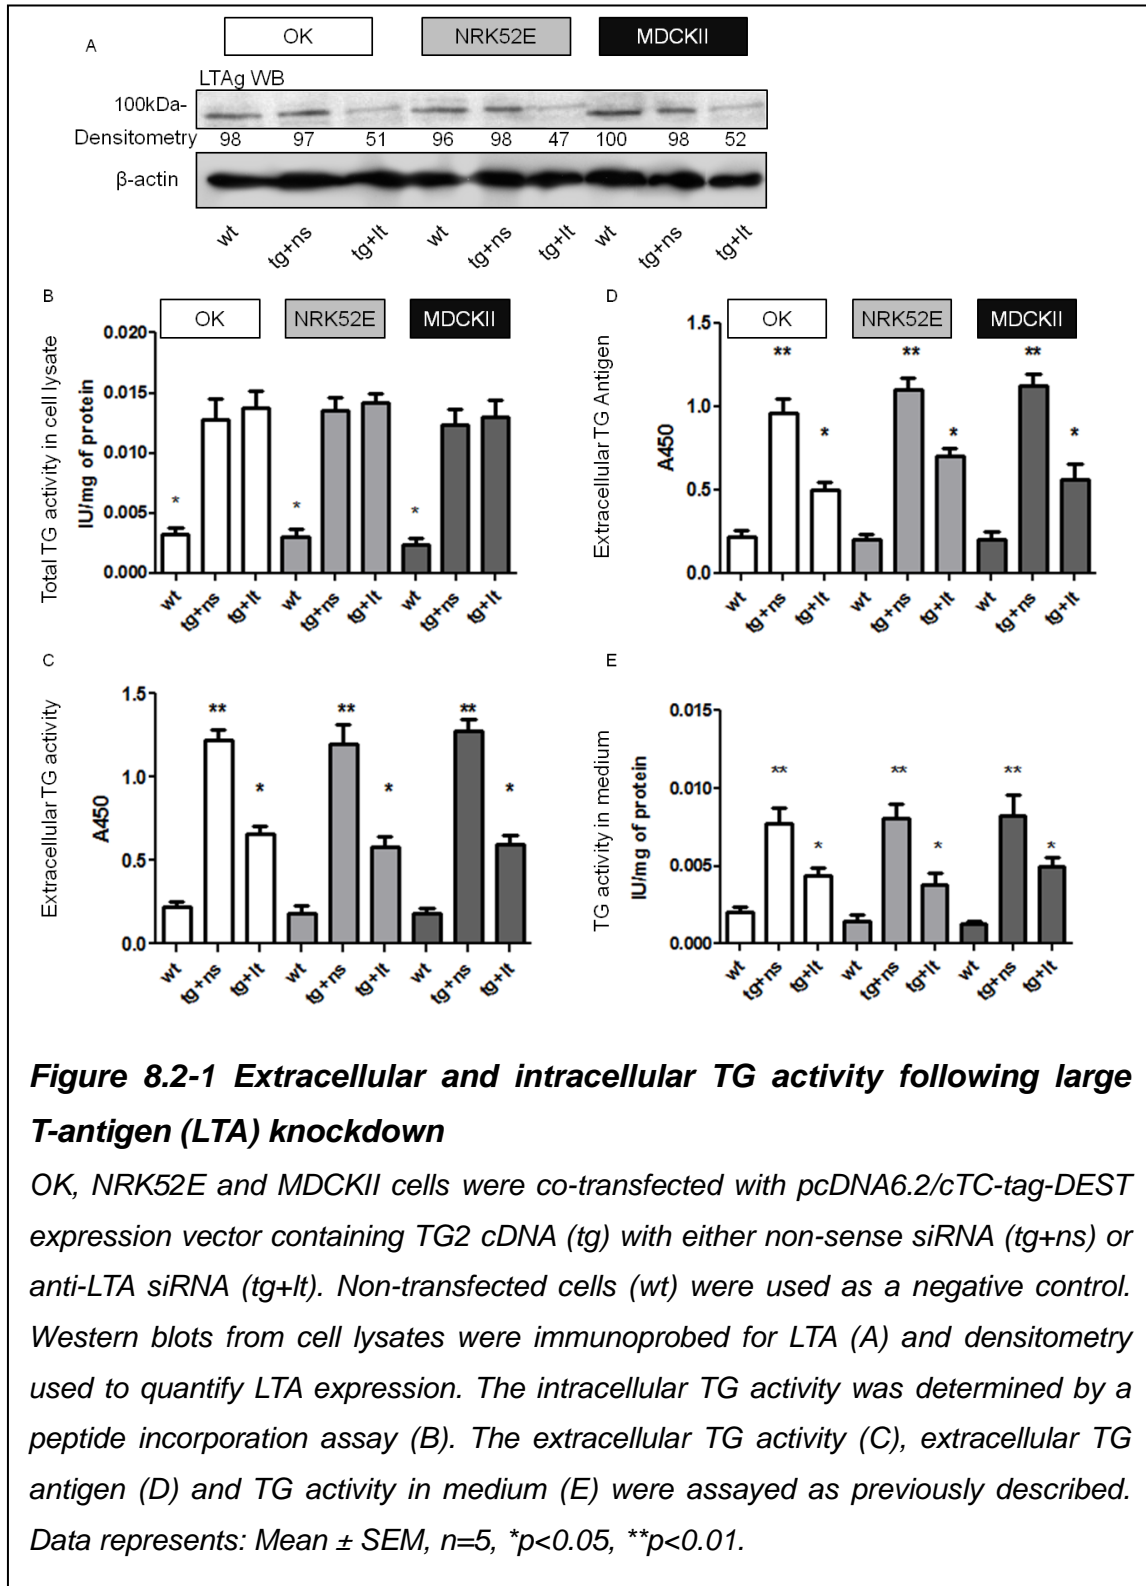 A
OK
NRK52E
MDCKII
LTAg WB
100kDa-
Densitometry
98 97 51 96 98 47 100 98 52
β-actin
wt tg+ns tg+lt wt tg+ns tg+lt wt tg+ns tg+lt
B
OK
NRK52E
MDCKII
Total TG activity in cell lysate
IU/mg of protein
0.020
0.015
0.010
0.005
0.000
* * *
wt tg+ns tg+lt wt tg+ns tg+lt wt tg+ns tg+lt
D
OK
NRK52E
MDCKII
Extracellular TG Antigen
A450
1.5
1.0
0.5
0.0
** * ** * ** *
wt tg+ns tg+lt wt tg+ns tg+lt wt tg+ns tg+lt
C
Extracellular TG activity
A450
1.5
1.0
0.5
0.0
** * ** * ** *
wt tg+ns tg+lt wt tg+ns tg+lt wt tg+ns tg+lt
E
TG activity in medium
IU/mg of protein
0.015
0.010
0.005
0.000
** * ** * ** *
wt tg+ns tg+lt wt tg+ns tg+lt wt tg+ns tg+lt
Figure 8.2-1 Extracellular and intracellular TG activity following large
T-antigen (LTA) knockdown
OK, NRK52E and MDCKII cells were co-transfected with pcDNA6.2/cTC-tag-DEST
expression vector containing TG2 cDNA (tg) with either non-sense siRNA (tg+ns) or
anti-LTA siRNA (tg+lt). Non-transfected cells (wt) were used as a negative control.
Western blots from cell lysates were immunoprobed for LTA (A) and densitometry
used to quantify LTA expression. The intracellular TG activity was determined by a
peptide incorporation assay (B). The extracellular TG activity (C), extracellular TG
antigen (D) and TG activity in medium (E) were assayed as previously described.
Data represents: Mean ± SEM, n=5, *p<0.05, **p<0.01.